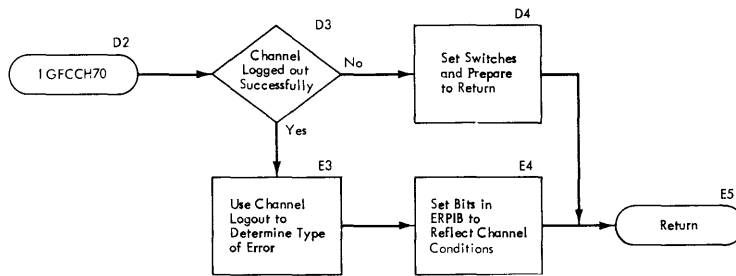 D2
1GFCCH70
D3
Channel
Logged out
Successfully
No
Yes
D4
Set Switches
and Prepare
to Return
E3
Use Channel
Logout to
Determine Type
of Error
E4
Set Bits in
ERPIB to
Reflect Channel
Conditions
E5
Return